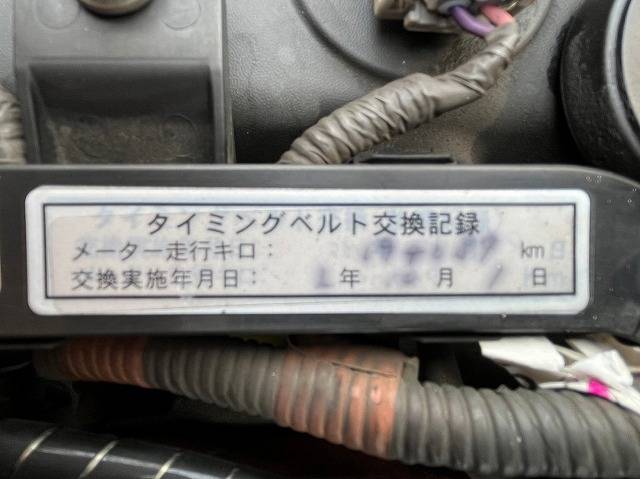 タイミングベルト交換記録
メーター走行キロ： km
交換実施年月日： 年 月 日